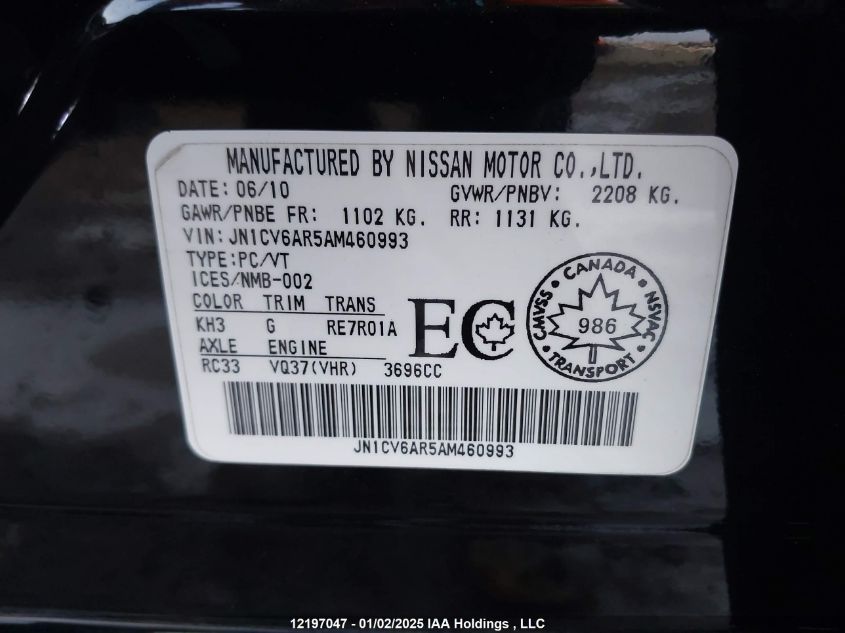 MANUFACTURED BY NISSAN MOTOR CO.,LTD.
DATE: 06/10 GVWR/PNBV: 2208 KG.
GAWR/PNBE FR: 1102 KG. RR: 1131 KG.
VIN: JN1CV6AR5AM460993
TYPE:PC/VT
ICES/NMB-002
COLOR TRIM TRANS
KH3 G RE7R01A
AXLE ENGINE
RC33 VQ37(VHR) 3696CC
EC
CANADA
CMVSS NSVAC
986
TRANSPORT
JN1CV6AR5AM460993
12197047 - 01/02/2025 IAA Holdings , LLC